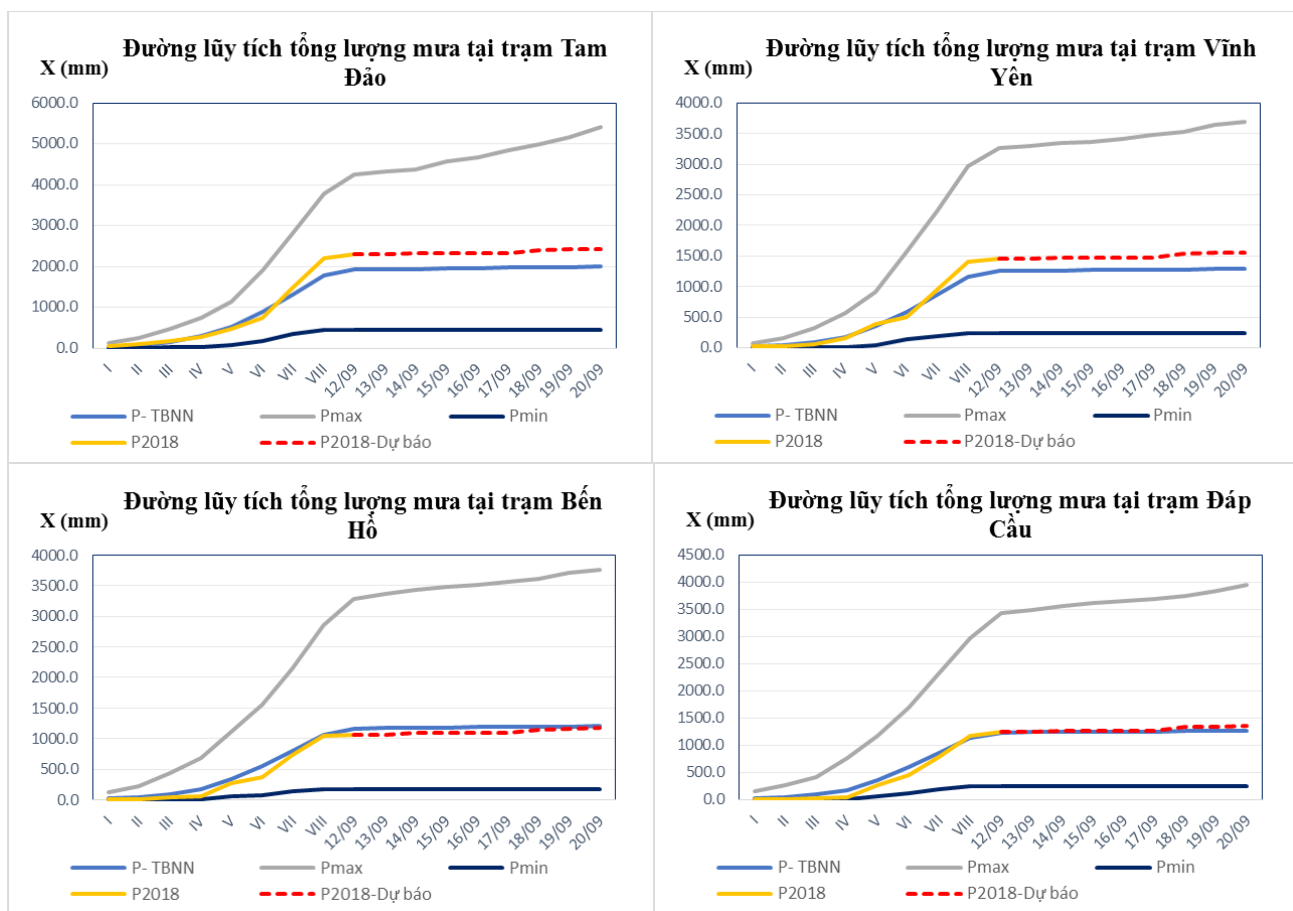 Đường lũy tích tổng lượng mưa tại trạm Tam
Đảo
X (mm)
6000.0
5000.0
4000.0
3000.0
2000.0
1000.0
0.0
I II III IV V VI VII VIII 12/09 13/09 14/09 15/09 16/09 17/09 18/09 19/09 20/09
P- TBNN Pmax Pmin
P2018 P2018-Dự báo
Đường lũy tích tổng lượng mưa tại trạm Vĩnh
Yên
X (mm)
4000.0
3500.0
3000.0
2500.0
2000.0
1500.0
1000.0
500.0
0.0
I II III IV V VI VII VIII 12/09 13/09 14/09 15/09 16/09 17/09 18/09 19/09 20/09
P- TBNN Pmax Pmin
P2018 P2018-Dự báo
Đường lũy tích tổng lượng mưa tại trạm Bến
Hồ
X (mm)
4000.0
3500.0
3000.0
2500.0
2000.0
1500.0
1000.0
500.0
0.0
I II III IV V VI VII VIII 12/09 13/09 14/09 15/09 16/09 17/09 18/09 19/09 20/09
P- TBNN Pmax Pmin
P2018 P2018-Dự báo
Đường lũy tích tổng lượng mưa tại trạm Đáp
Cầu
X (mm)
4500.0
4000.0
3500.0
3000.0
2500.0
2000.0
1500.0
1000.0
500.0
0.0
I II III IV V VI VII VIII 12/09 13/09 14/09 15/09 16/09 17/09 18/09 19/09 20/09
P- TBNN Pmax Pmin
P2018 P2018-Dự báo